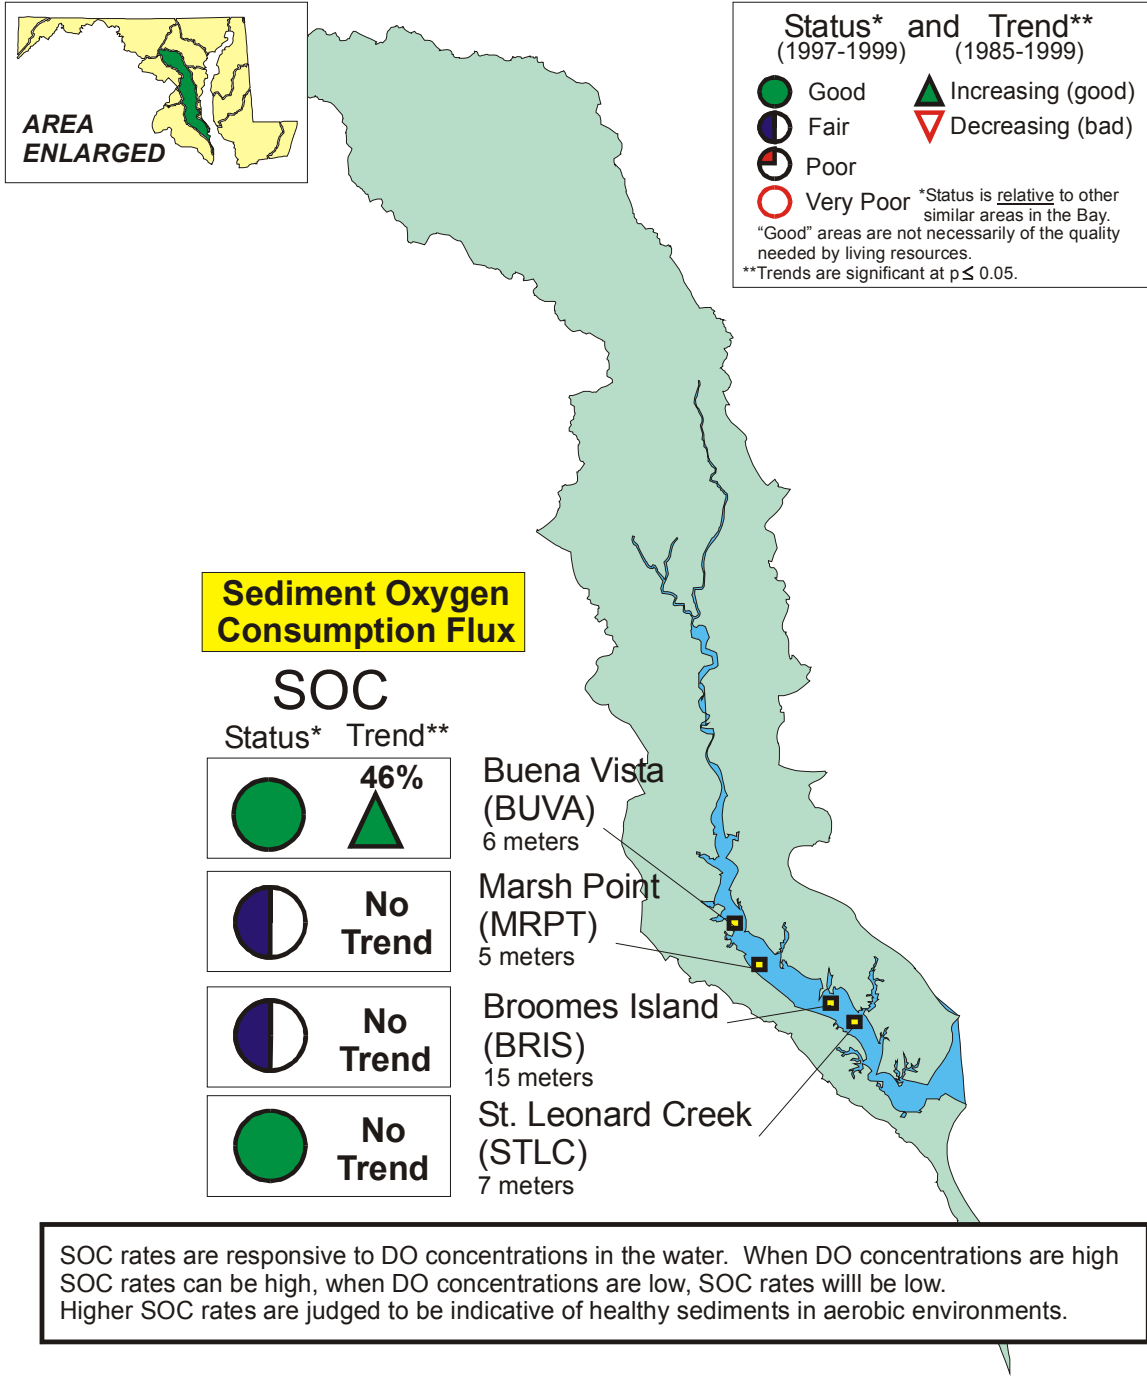 AREA
ENLARGED
Status* and Trend**
(1997-1999) (1985-1999)
Good
Fair
Poor
Very Poor
Increasing (good)
Decreasing (bad)
*Status is relative to other
similar areas in the Bay.
“Good” areas are not necessarily of the quality
needed by living resources.
**Trends are significant at p ≤ 0.05.
Sediment Oxygen
Consumption Flux
SOC
Status* Trend**
46%
Buena Vista
(BUVA)
6 meters
No
Trend
Marsh Point
(MRPT)
5 meters
No
Trend
Broomes Island
(BRIS)
15 meters
No
Trend
St. Leonard Creek
(STLC)
7 meters
SOC rates are responsive to DO concentrations in the water. When DO concentrations are high
SOC rates can be high, when DO concentrations are low, SOC rates willl be low.
Higher SOC rates are judged to be indicative of healthy sediments in aerobic environments.